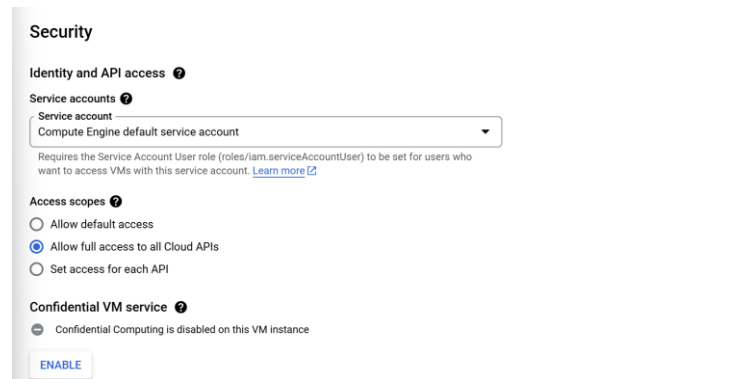 Security
Identity and API access
Service accounts
Service account
Compute Engine default service account
Requires the Service Account User role (roles/iam.serviceAccountUser) to be set for users who
want to access VMs with this service account. Learn more
Access scopes
Allow default access
Allow full access to all Cloud APIs
Set access for each API
Confidential VM service
Confidential Computing is disabled on this VM instance
ENABLE